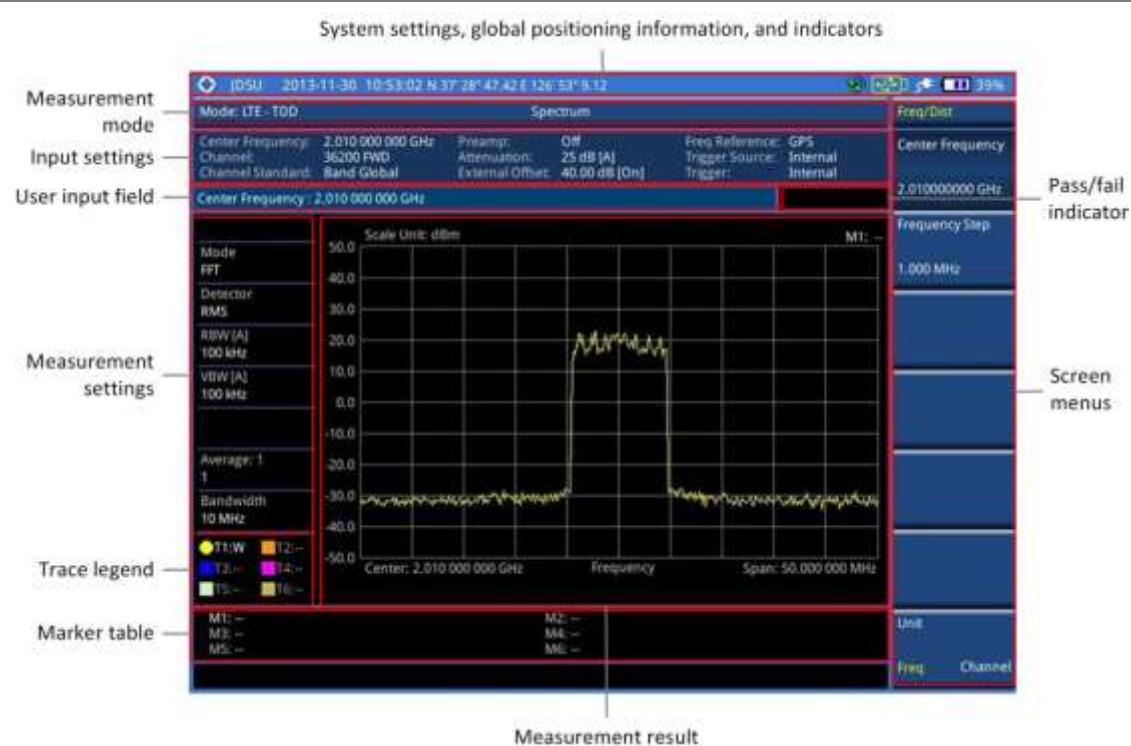 System settings, global positioning information, and indicators
JDSU 2013-11-30 10:53:02 N 37° 28" 47.42 E 126° 53" 9.12
39%
Measurement mode
Mode: LTE - TDD
Spectrum
Freq/Dist
Input settings
Center Frequency: 2.010 000 000 GHz
Preamp: Off
Freq Reference: GPS
Channel: 36200 FWD
Attenuation: 25 dB [A]
Trigger Source: Internal
Channel Standard: Band Global
External Offset: 40.00 dB [On]
Trigger: Internal
Center Frequency
2.010000000 GHz
User input field
Center Frequency : 2,010 000 000 GHz
Pass/fail indicator
Frequency Step
1.000 MHz
Scale Unit: dBm
M1: --
Mode
FFT
Detector
RMS
RBW [A]
100 kHz
VBW [A]
100 kHz
Average: 1
1
Bandwidth
10 MHz
Measurement settings
50.0
40.0
30.0
20.0
10.0
0.0
-10.0
-20.0
-30.0
-40.0
-50.0
Center: 2.010 000 000 GHz
Frequency
Span: 50.000 000 MHz
Screen menus
Trace legend
T1:W
T2:--
T3:--
T4:--
T5:--
T6:--
Marker table
M1: --
M2: --
M3: --
M4: --
M5: --
M6: --
Unit
Freq Channel
Measurement result